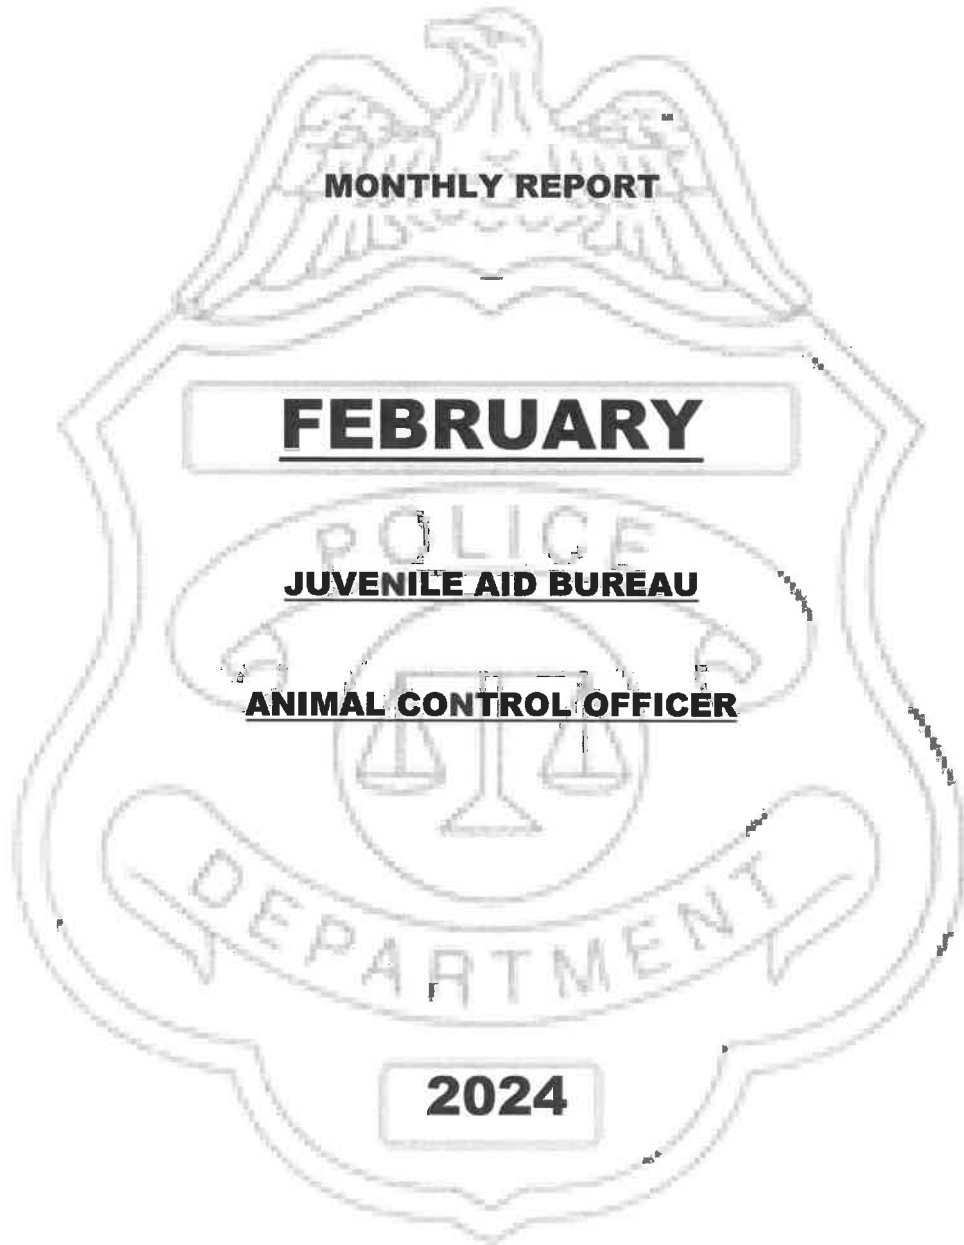 MONTHLY REPORT
FEBRUARY
POLICE
JUVENILE AID BUREAU
ANIMAL CONTROL OFFICER
DEPARTMENT
2024